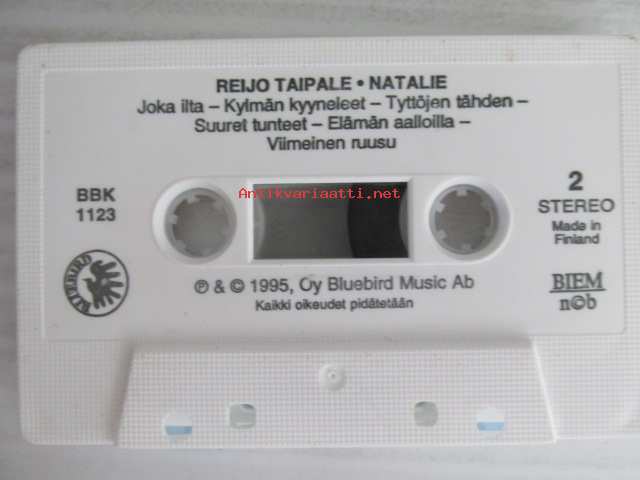 REIJO TAIPALE • NATALIE
Joka ilta – Kylmän kyyneleet – Tyttöjen tähden –
Suuret tunteet – Elämän aalloilla –
Viimeinen ruusu
BBK
1123
Antikvariaatti.net
2
STEREO
Made in
Finland
BLUEBIRD
℗ & © 1995, Oy Bluebird Music Ab
Kaikki oikeudet pidätetään
BIEM
n©b